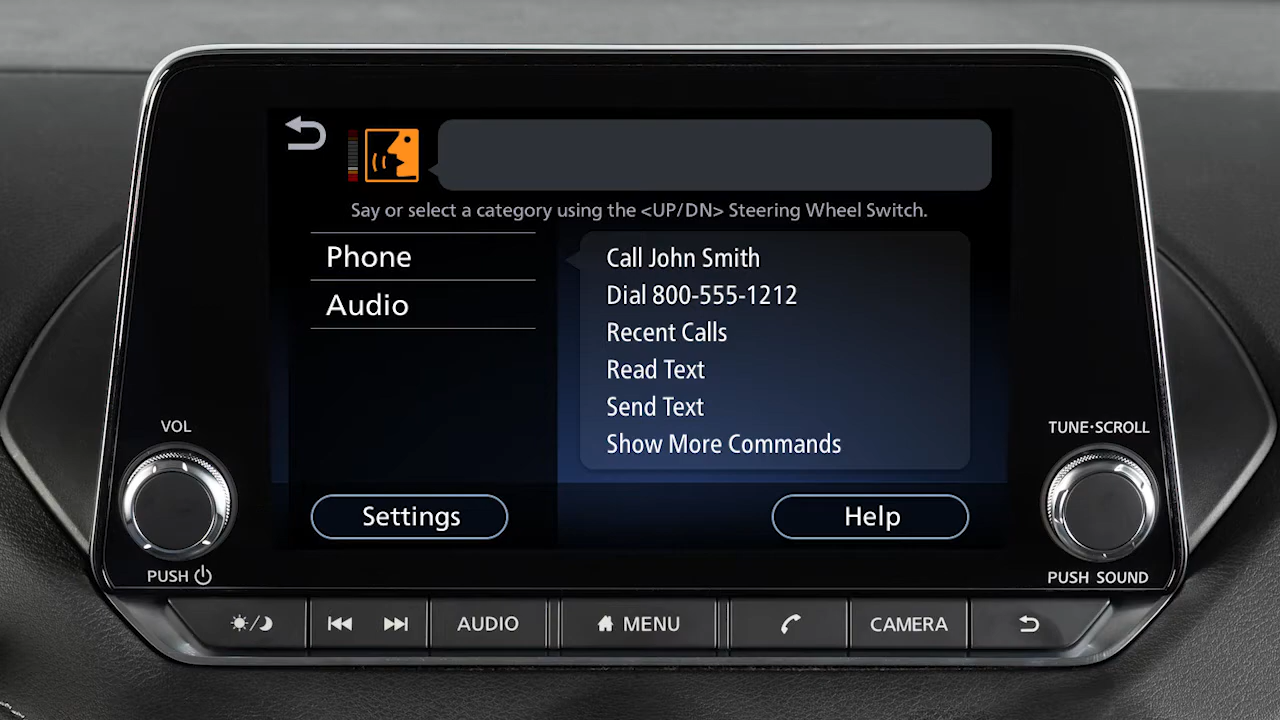 Say or select a category using the <UP/DN> Steering Wheel Switch.
Phone
Audio
Call John Smith
Dial 800-555-1212
Recent Calls
Read Text
Send Text
Show More Commands
Settings
Help
VOL
PUSH
TUNE·SCROLL
PUSH SOUND
AUDIO
MENU
CAMERA